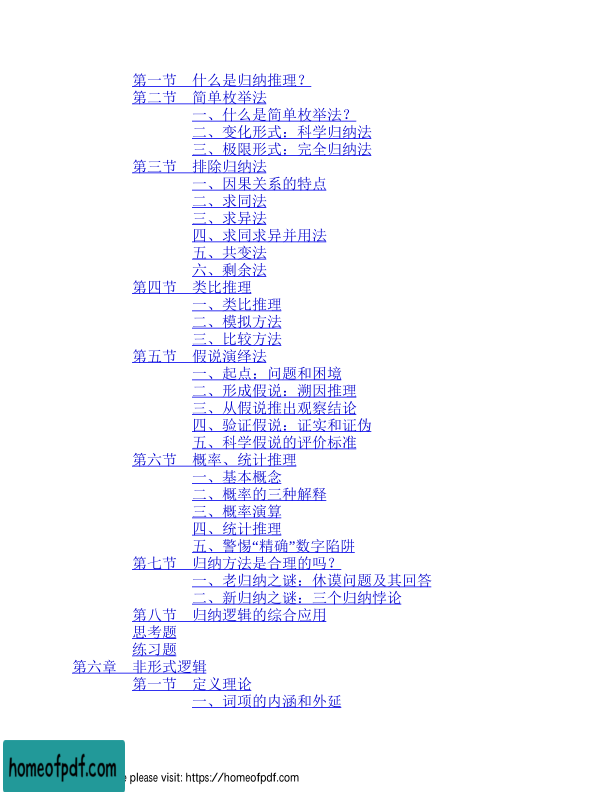 第一节　什么是归纳推理？
第二节　简单枚举法
一、什么是简单枚举法？
二、变化形式：科学归纳法
三、极限形式：完全归纳法
第三节　排除归纳法
一、因果关系的特点
二、求同法
三、求异法
四、求同求异并用法
五、共变法
六、剩余法
第四节　类比推理
一、类比推理
二、模拟方法
三、比较方法
第五节　假说演绎法
一、起点：问题和困境
二、形成假说：溯因推理
三、从假说推出观察结论
四、验证假说：证实和证伪
五、科学假说的评价标准
第六节　概率、统计推理
一、基本概念
二、概率的三种解释
三、概率演算
四、统计推理
五、警惕“精确”数字陷阱
第七节　归纳方法是合理的吗？
一、老归纳之谜：休谟问题及其回答
二、新归纳之谜：三个归纳悖论
第八节　归纳逻辑的综合应用
思考题
练习题
第六章　非形式逻辑
第一节　定义理论
一、词项的内涵和外延
homeofpdf.com
please visit: https://homeofpdf.com